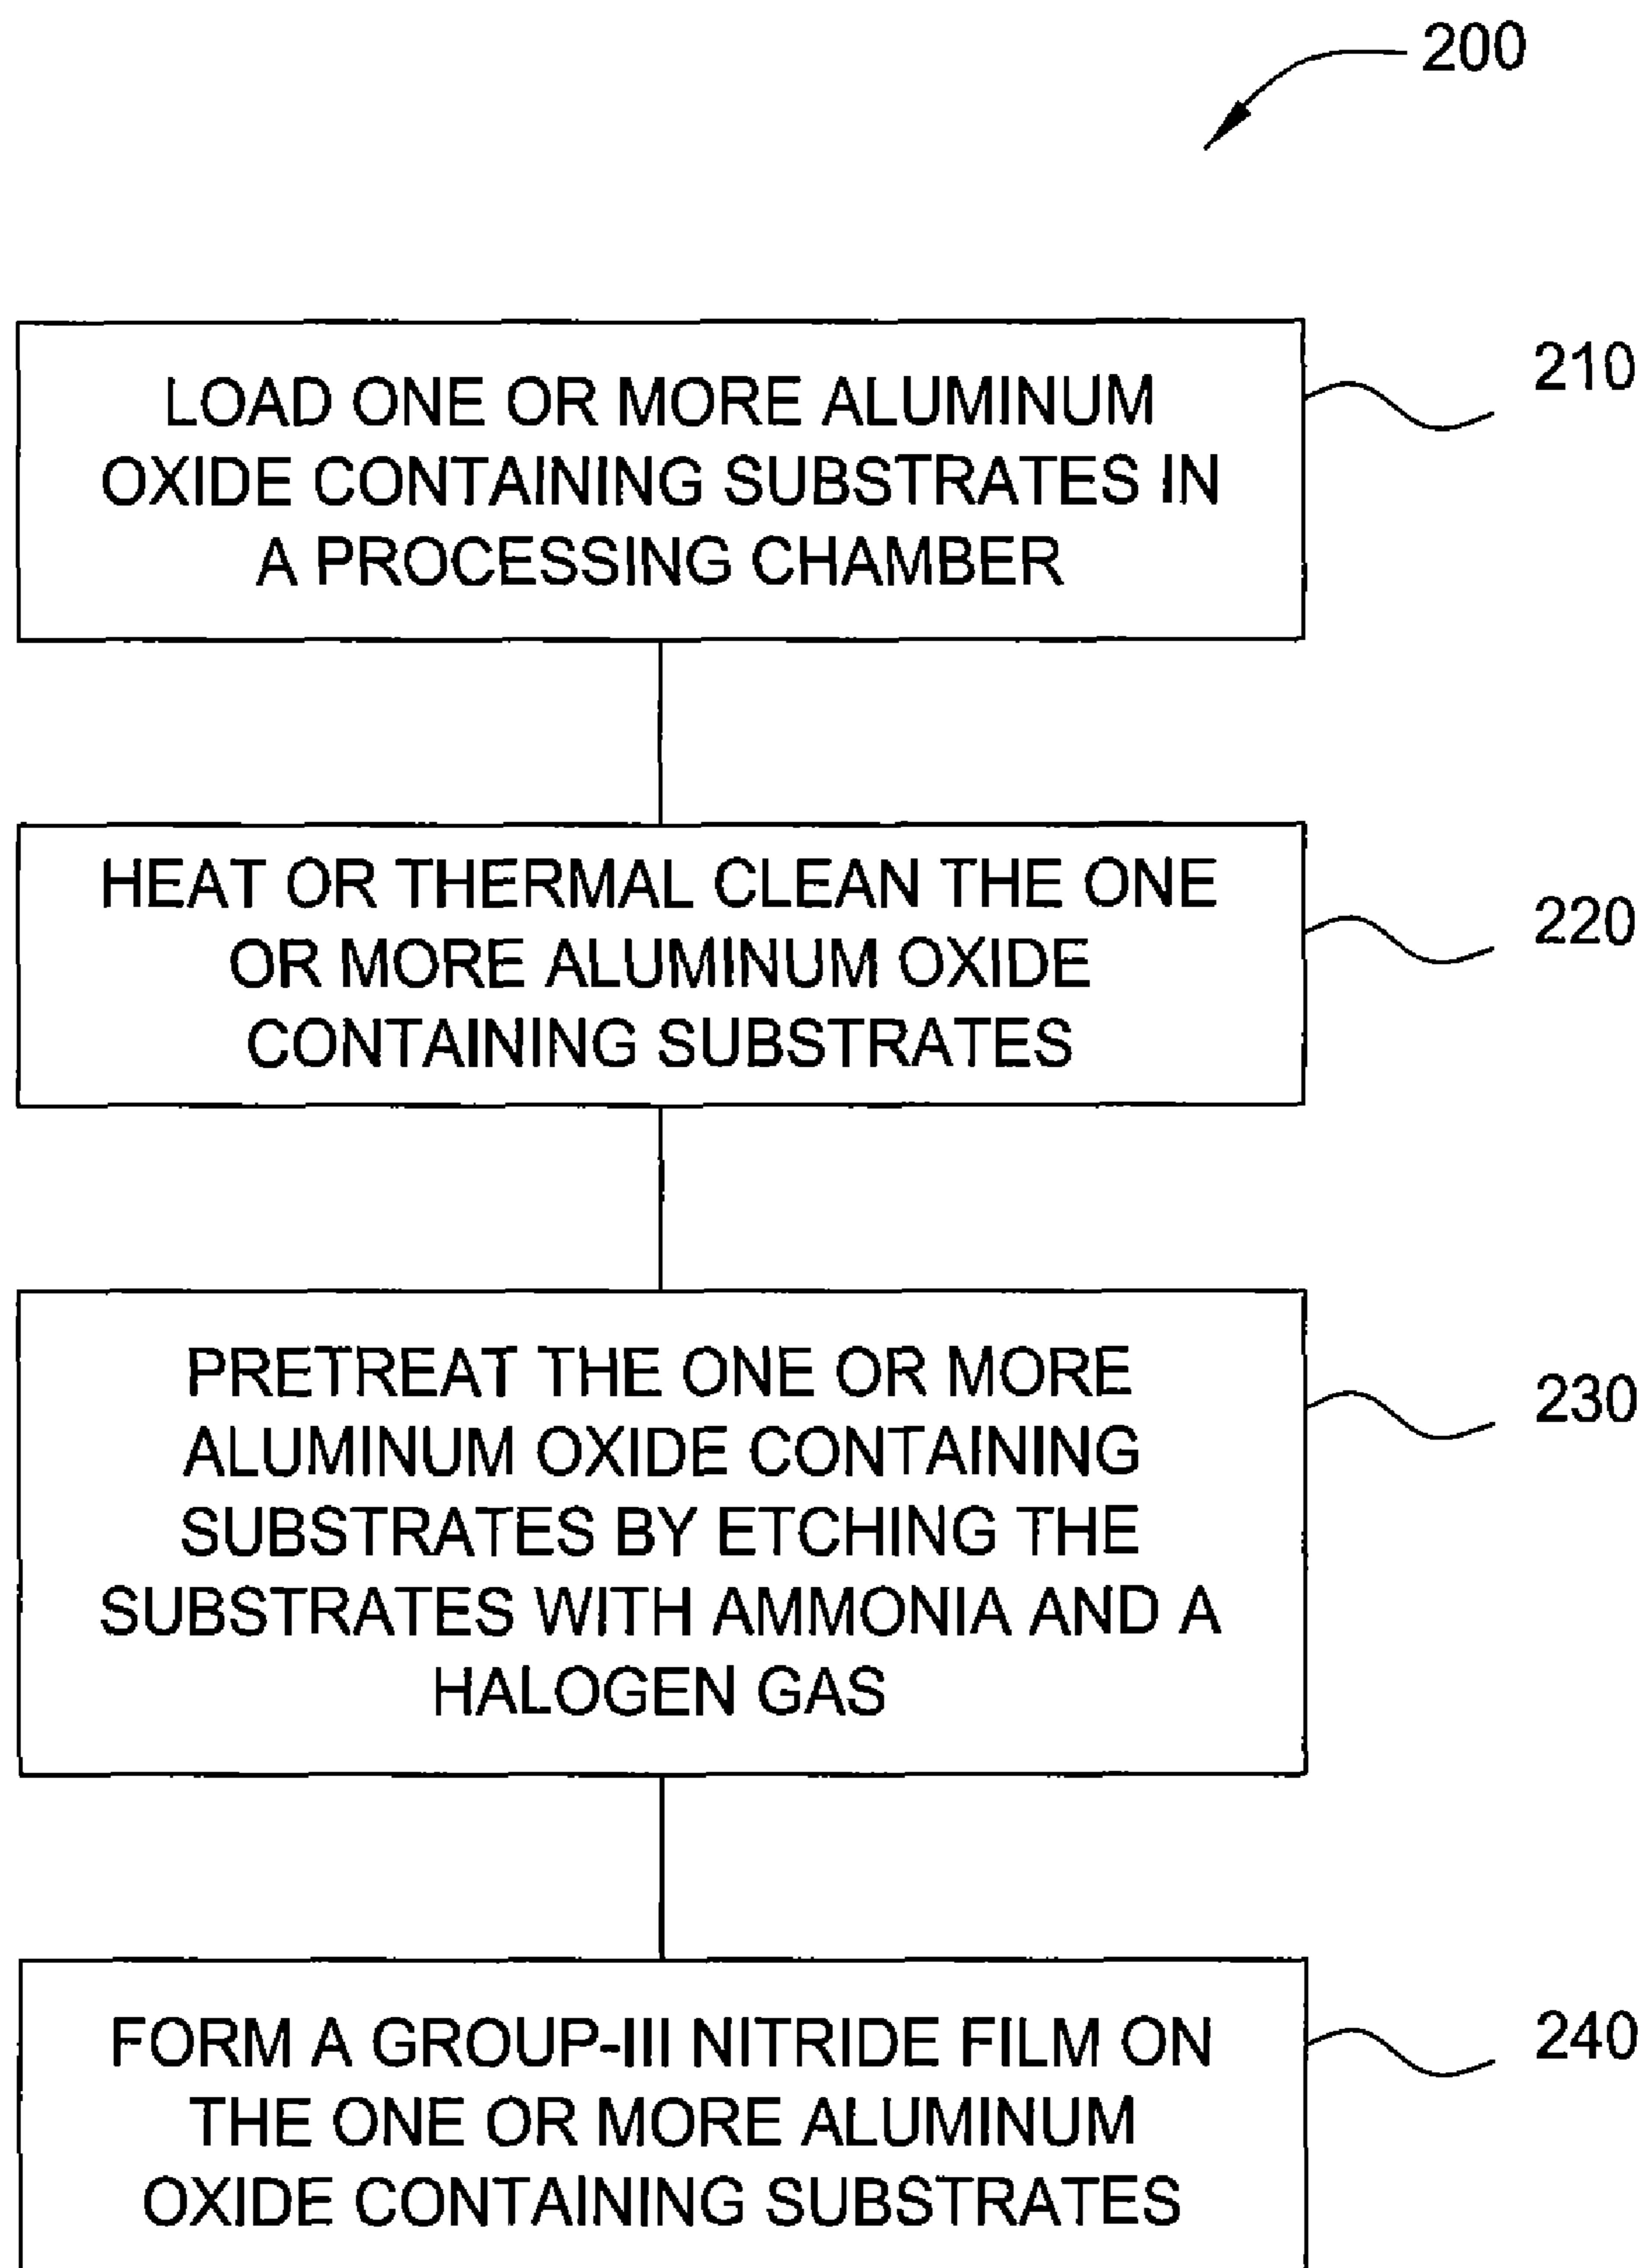 200
LOAD ONE OR MORE ALUMINUM
OXIDE CONTAINING SUBSTRATES IN
A PROCESSING CHAMBER
210
HEAT OR THERMAL CLEAN THE ONE
OR MORE ALUMINUM OXIDE
CONTAINING SUBSTRATES
220
PRETREAT THE ONE OR MORE
ALUMINUM OXIDE CONTAINING
SUBSTRATES BY ETCHING THE
SUBSTRATES WITH AMMONIA AND A
HALOGEN GAS
230
FORM A GROUP-III NITRIDE FILM ON
THE ONE OR MORE ALUMINUM
OXIDE CONTAINING SUBSTRATES
240